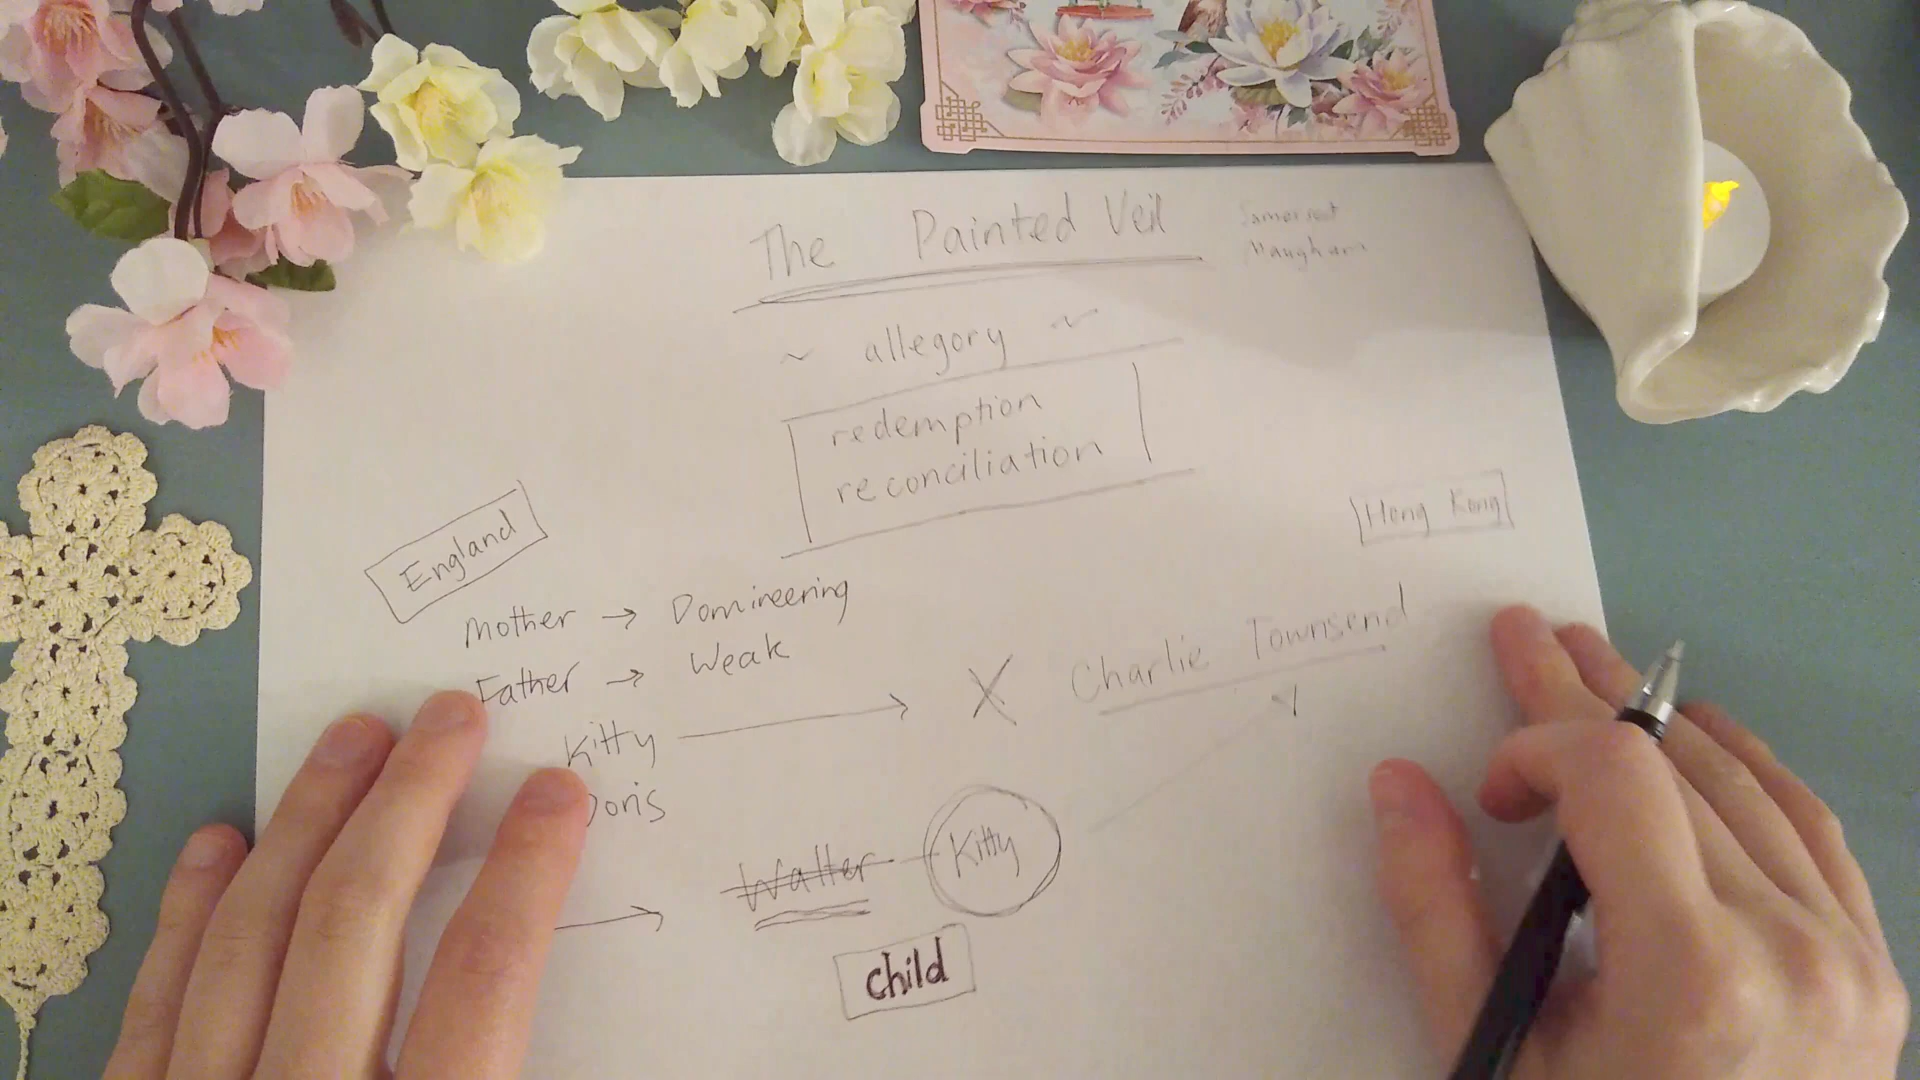 The Painted Veil
Somerset
Maugham
~ allegory ~
redemption
reconciliation
England
Hong Kong
Mother → Domineering
Father → Weak
Kitty → X Charlie Townsend
Doris
→ Walter - Kitty
child